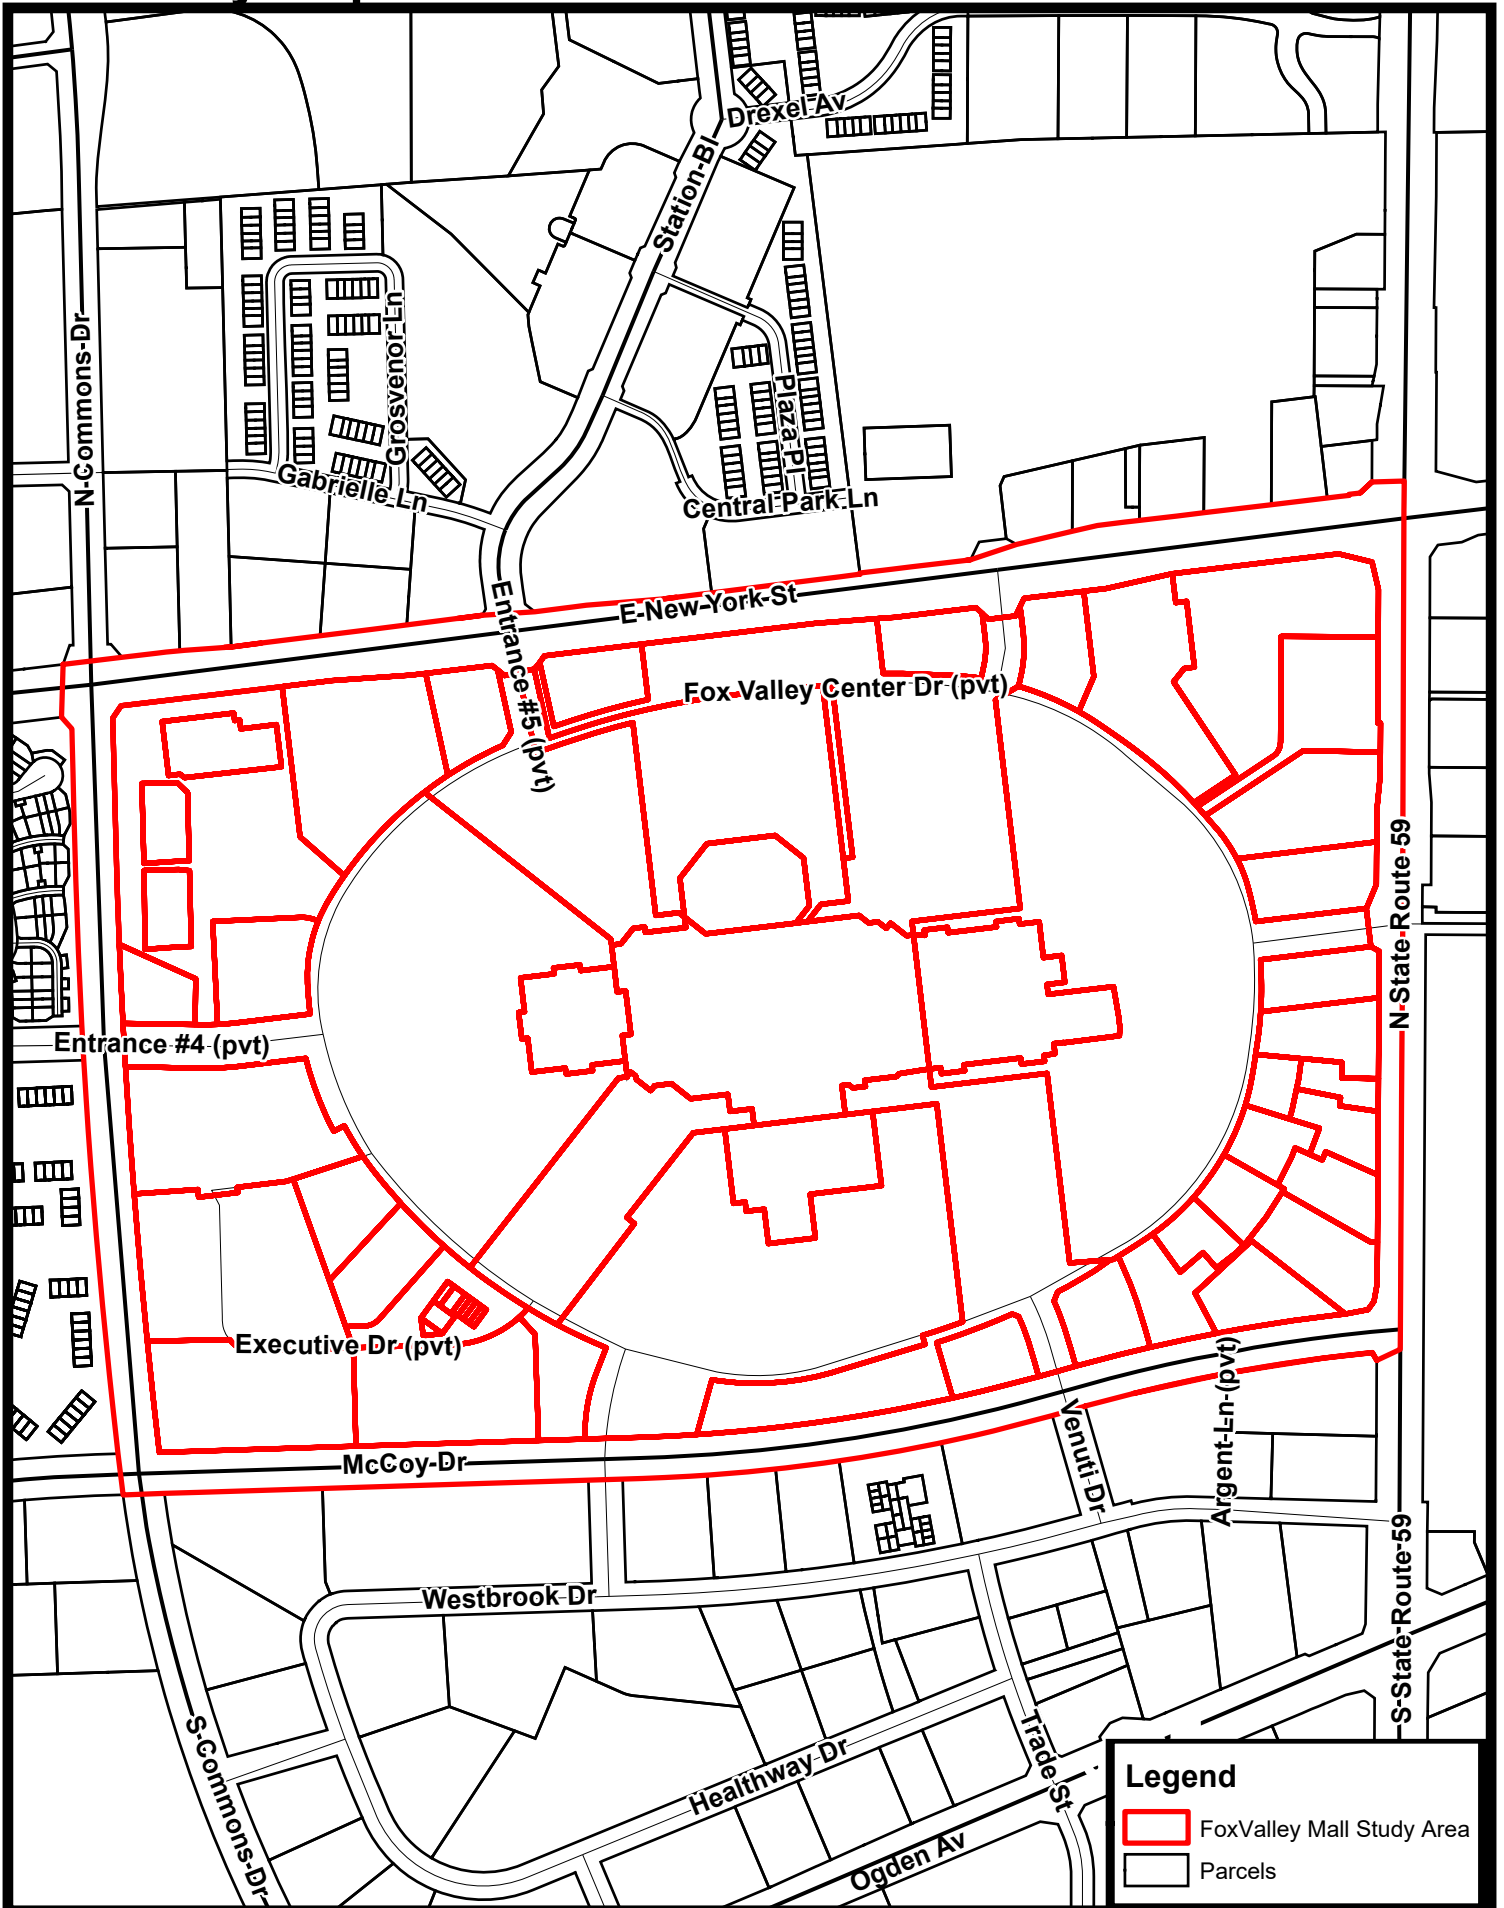 Drexel Av
Station Bl
N Commons Dr
Grosvenor Ln
Plaza Pl
Gabrielle Ln
Central Park Ln
E New York St
Entrance #5 (pvt)
Fox Valley Center Dr (pvt)
N State Route 59
Entrance #4 (pvt)
Executive Dr (pvt)
McCoy Dr
Venuti Dr
Argent Ln (pvt)
Westbrook Dr
S State Route 59
S Commons Dr
Healthway Dr
Trade St
Ogden Av
Legend
FoxValley Mall Study Area
Parcels